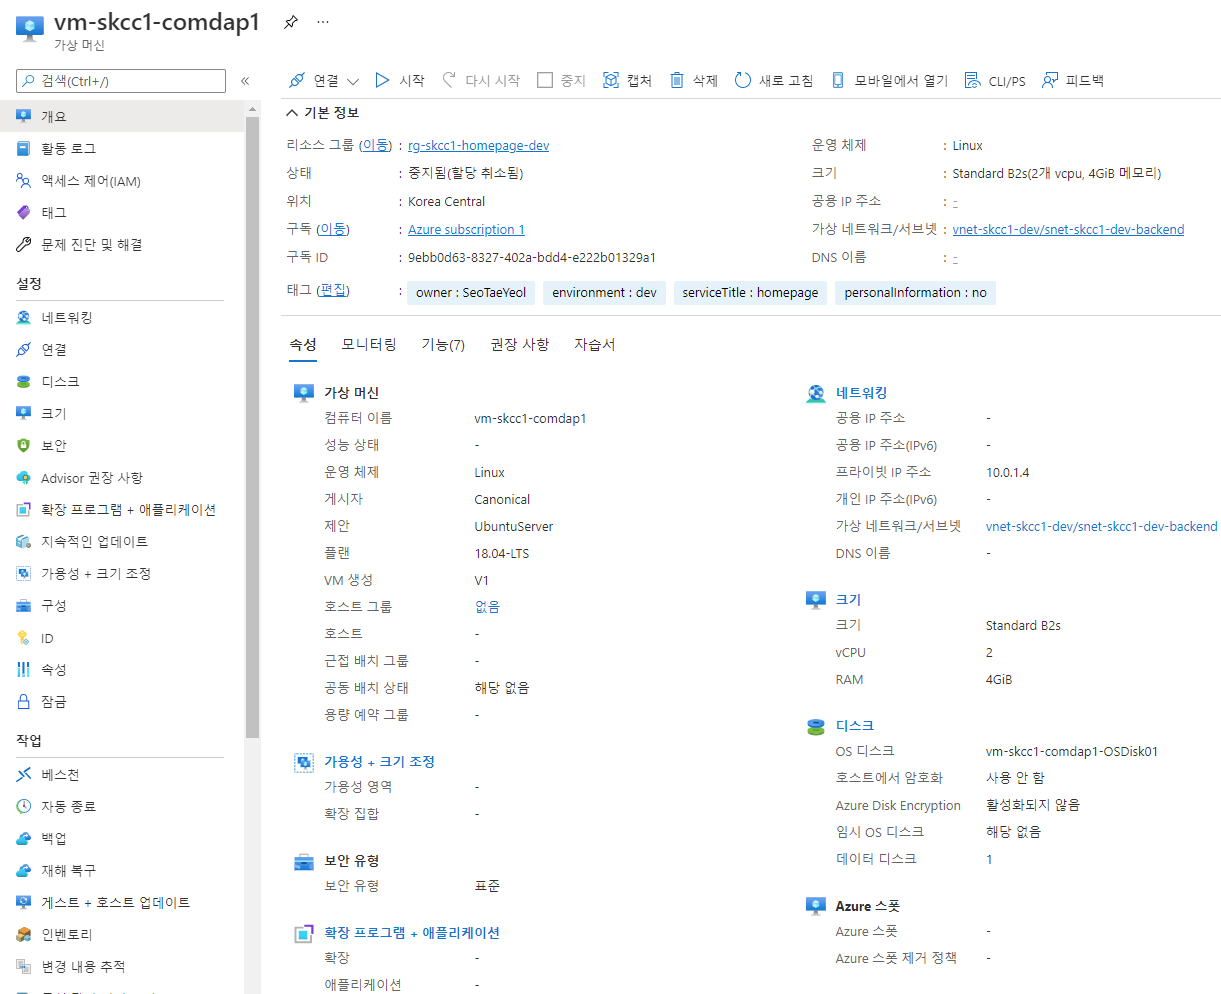 vm-skcc1-comdap1
가상 머신
검색(Ctrl+/)
개요
활동 로그
액세스 제어(IAM)
태그
문제 진단 및 해결
설정
네트워킹
연결
디스크
크기
보안
Advisor 권장 사항
확장 프로그램 + 애플리케이션
지속적인 업데이트
가용성 + 크기 조정
구성
ID
속성
잠금
작업
베스천
자동 종료
백업
재해 복구
게스트 + 호스트 업데이트
인벤토리
변경 내용 추적
연결 시작 다시 시작 중지 캡처 삭제 새로 고침 모바일에서 열기 CLI/PS 피드백
기본 정보
리소스 그룹 (이동) : rg-skcc1-homepage-dev
상태 : 중지됨(할당 취소됨)
위치 : Korea Central
구독 (이동) : Azure subscription 1
구독 ID : 9ebb0d63-8327-402a-bdd4-e222b01329a1
운영 체제 : Linux
크기 : Standard B2s(2개 vcpu, 4GiB 메모리)
공용 IP 주소 : -
가상 네트워크/서브넷 : vnet-skcc1-dev/snet-skcc1-dev-backend
DNS 이름 : -
태그 (편집) : owner : SeoTaeYeol environment : dev serviceTitle : homepage personalInformation : no
속성 모니터링 기능(7) 권장 사항 자습서
가상 머신
컴퓨터 이름 vm-skcc1-comdap1
성능 상태 -
운영 체제 Linux
게시자 Canonical
제안 UbuntuServer
플랜 18.04-LTS
VM 생성 V1
호스트 그룹 없음
호스트 -
근접 배치 그룹 -
공동 배치 상태 해당 없음
용량 예약 그룹 -
가용성 + 크기 조정
가용성 영역 -
확장 집합 -
보안 유형
보안 유형 표준
확장 프로그램 + 애플리케이션
확장 -
애플리케이션 -
네트워킹
공용 IP 주소 -
공용 IP 주소(IPv6) -
프라이빗 IP 주소 10.0.1.4
개인 IP 주소(IPv6) -
가상 네트워크/서브넷 vnet-skcc1-dev/snet-skcc1-dev-backend
DNS 이름 -
크기
크기 Standard B2s
vCPU 2
RAM 4GiB
디스크
OS 디스크 vm-skcc1-comdap1-OSDisk01
호스트에서 암호화 사용 안 함
Azure Disk Encryption 활성화되지 않음
임시 OS 디스크 해당 없음
데이터 디스크 1
Azure 스폿
Azure 스폿 -
Azure 스폿 제거 정책 -